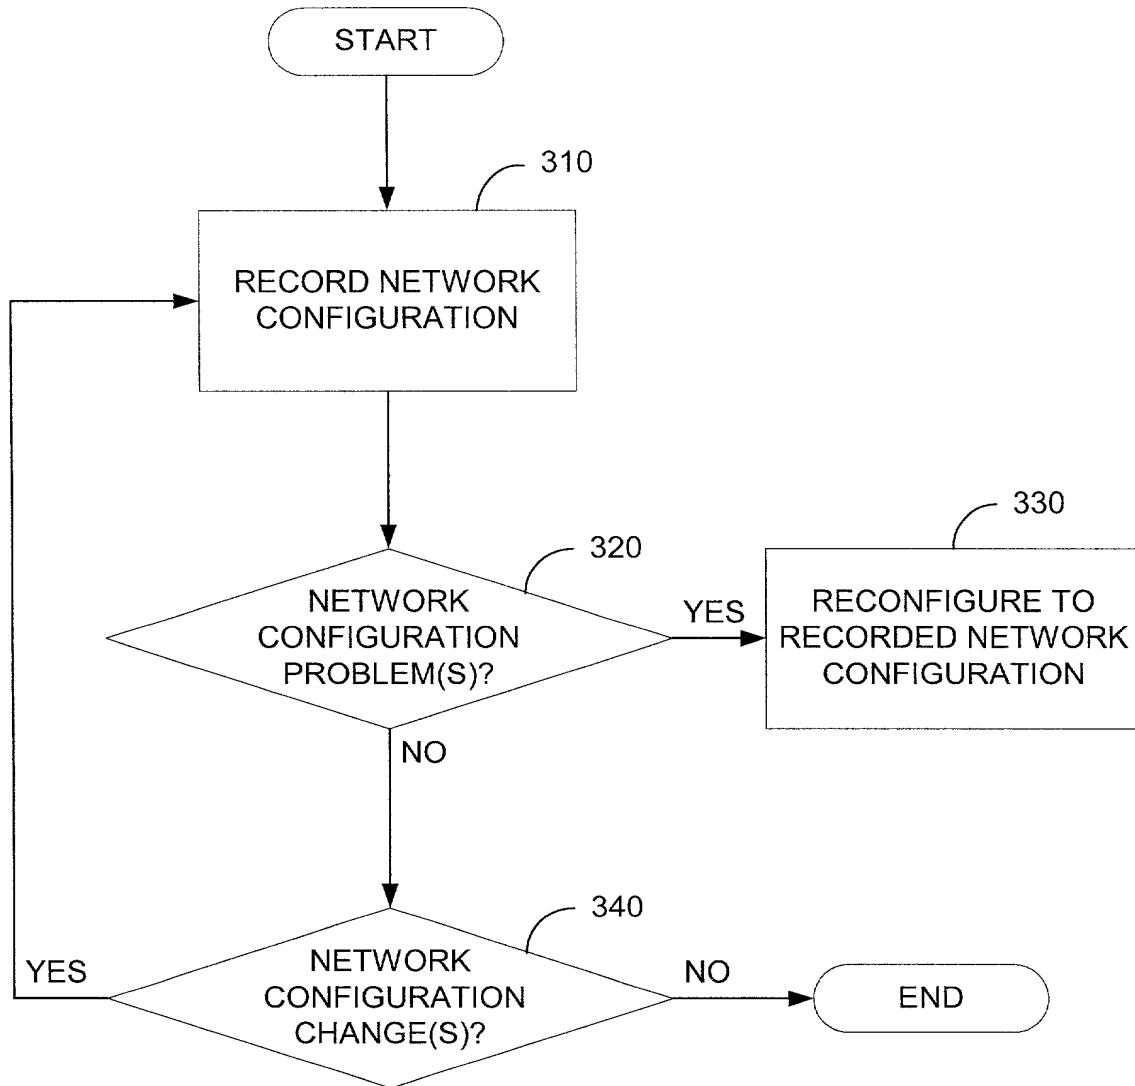 START
310
RECORD NETWORK
CONFIGURATION
320
NETWORK
CONFIGURATION
PROBLEM(S)?
YES
330
RECONFIGURE TO
RECORDED NETWORK
CONFIGURATION
NO
340
NETWORK
CONFIGURATION
CHANGE(S)?
YES
NO
END